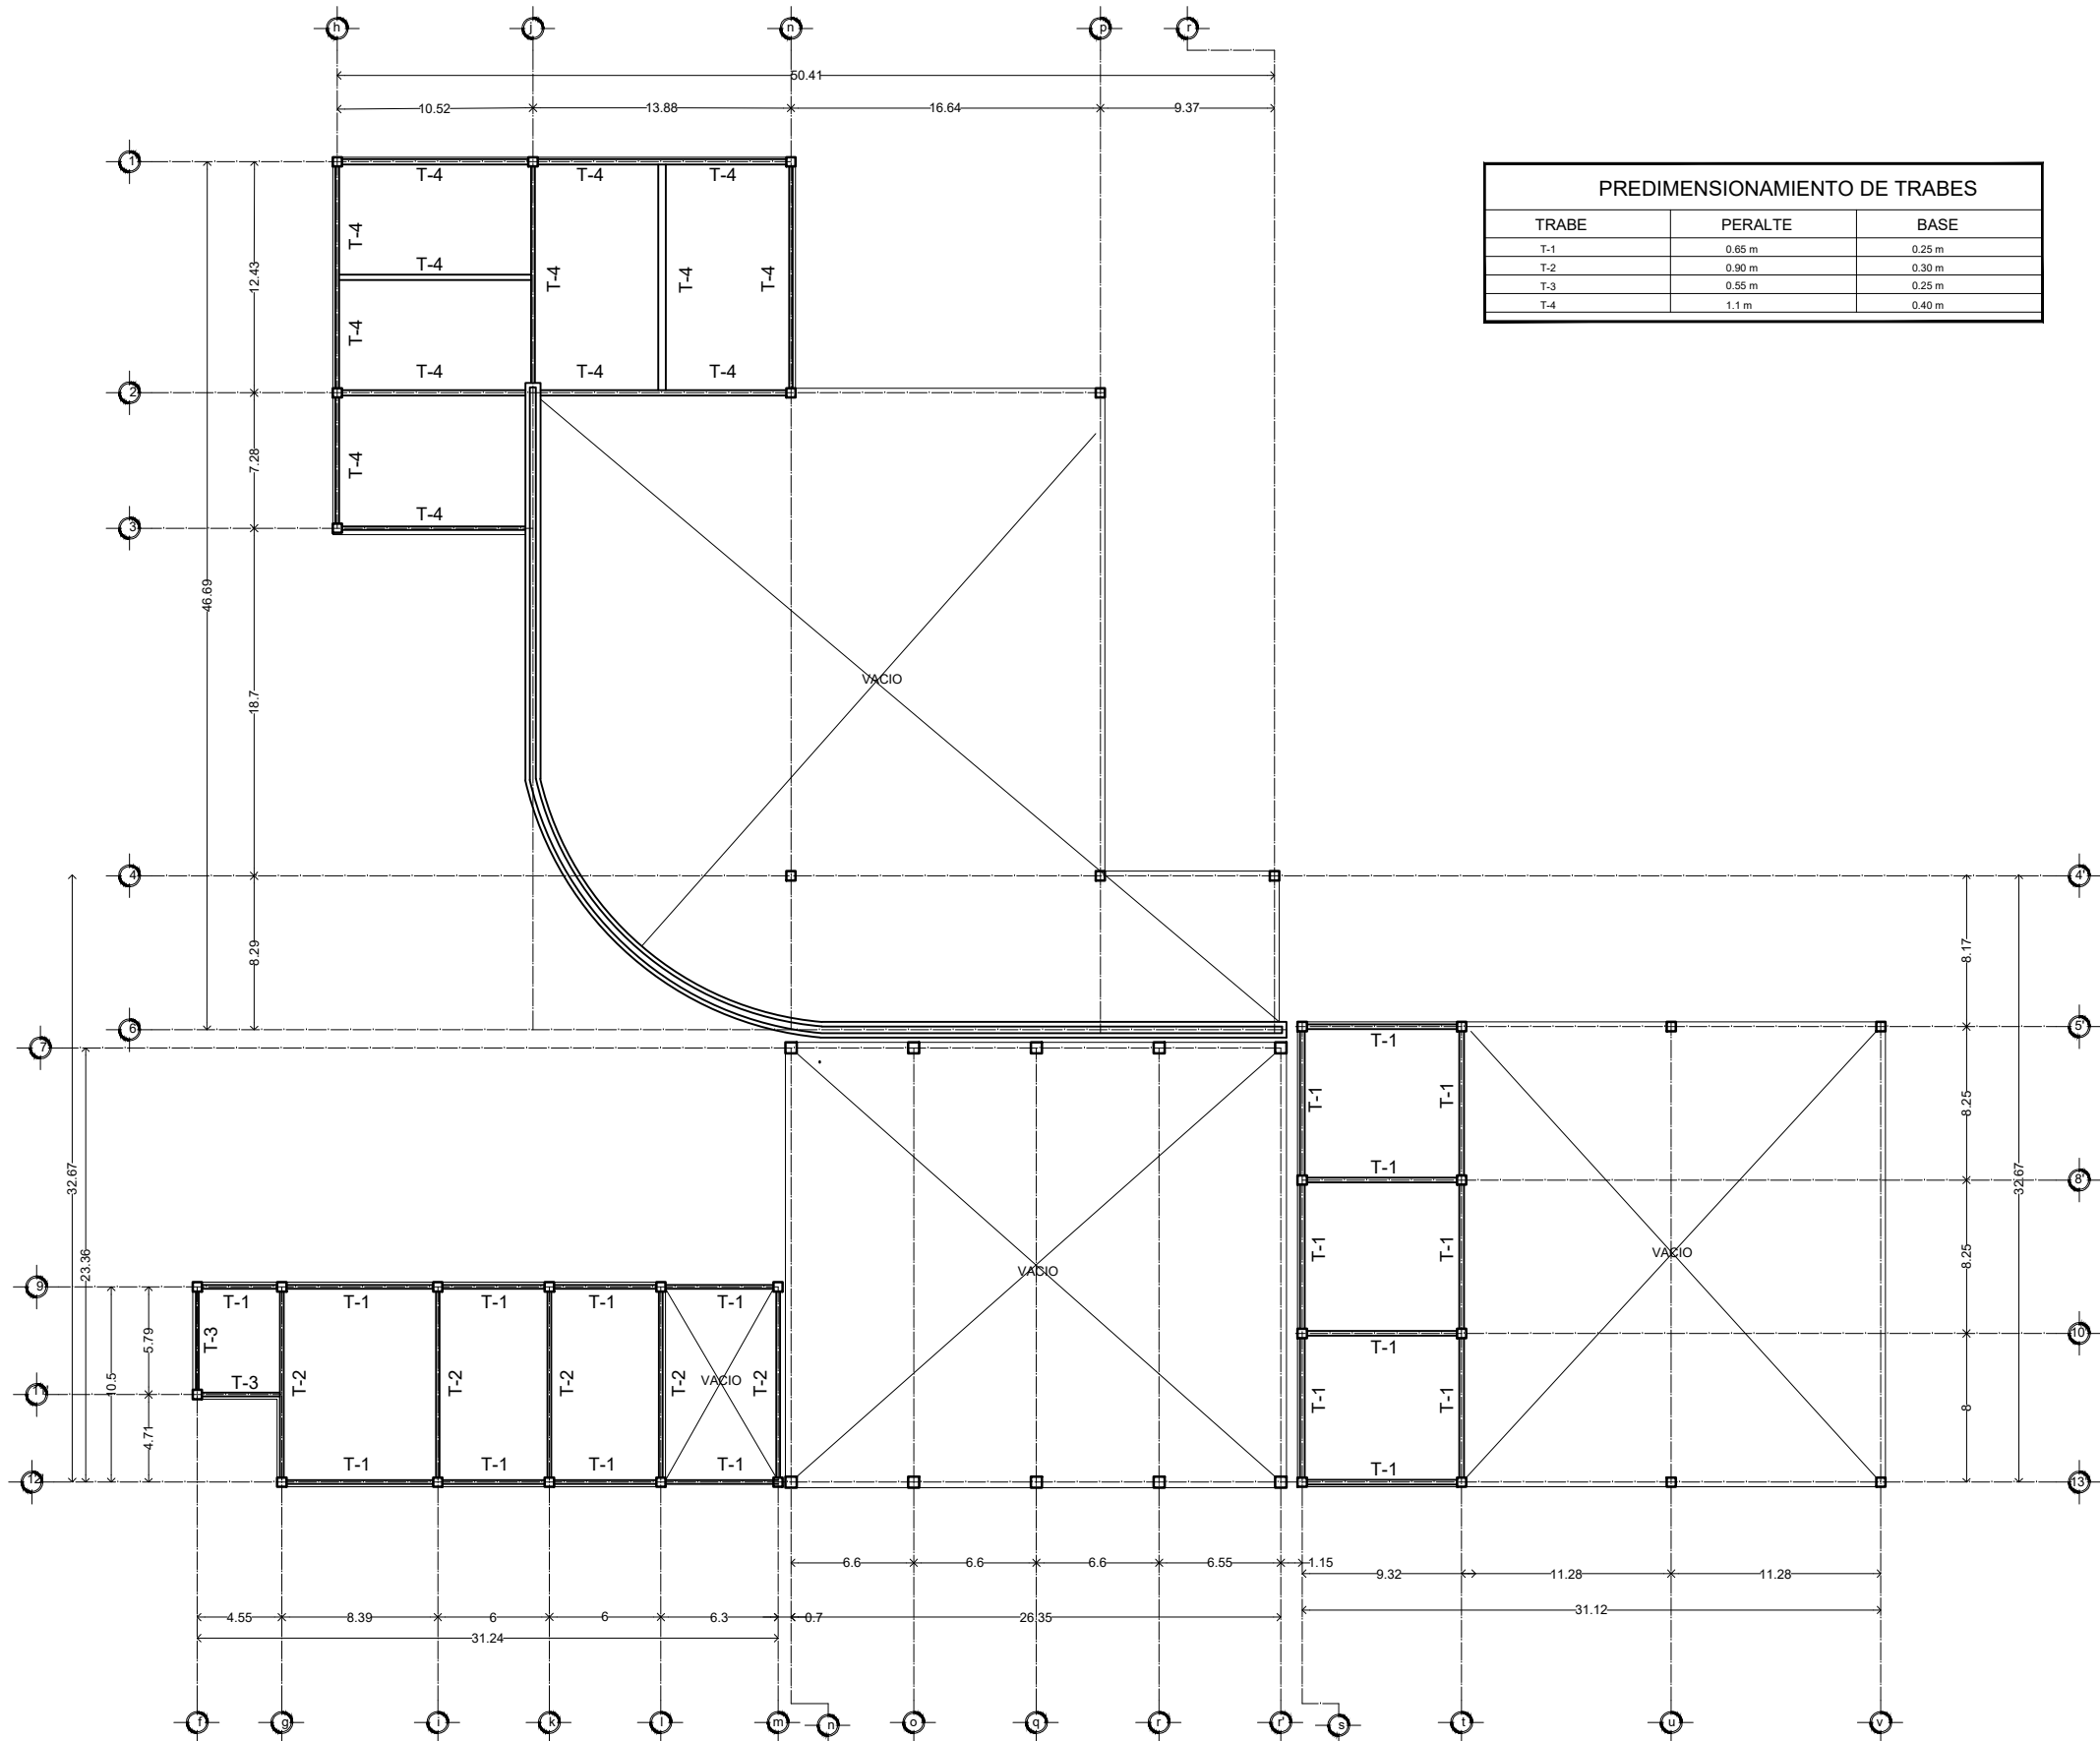 h j n p r
50.41
10.52 13.88 16.64 9.37
1
T-4 T-4 T-4
PREDIMENSIONAMIENTO DE TRABES
TRABE PERALTE BASE
T-1 0.65 m 0.25 m
T-2 0.90 m 0.30 m
T-3 0.55 m 0.25 m
T-4 1.1 m 0.40 m
T-4
T-4
12.43
T-4 T-4 T-4
T-4
T-4 T-4 T-4
2
7.28
T-4
T-4
3
46.69
VACIO
18.7
4 4'
8.29
8.17
6 5'
7
T-1
T-1 T-1
8.25
T-1
8'
32.67
32.67
23.36
T-1 T-1
8.25
VACIO
VACIO
9
T-1 T-1 T-1 T-1 T-1
T-3
5.79
10
T-1
10.5
T-3
T-2 T-2 T-2 T-2 T-2
VACIO
T-1 T-1
8
4.71
T-1 T-1 T-1 T-1
T-1
12 13
6.6 6.6 6.6 6.55 1.15
9.32 11.28 11.28
31.12
4.55 8.39 6 6 6.3 0.7 26.35
31.24
f g i k l m n o q r r' s t u v